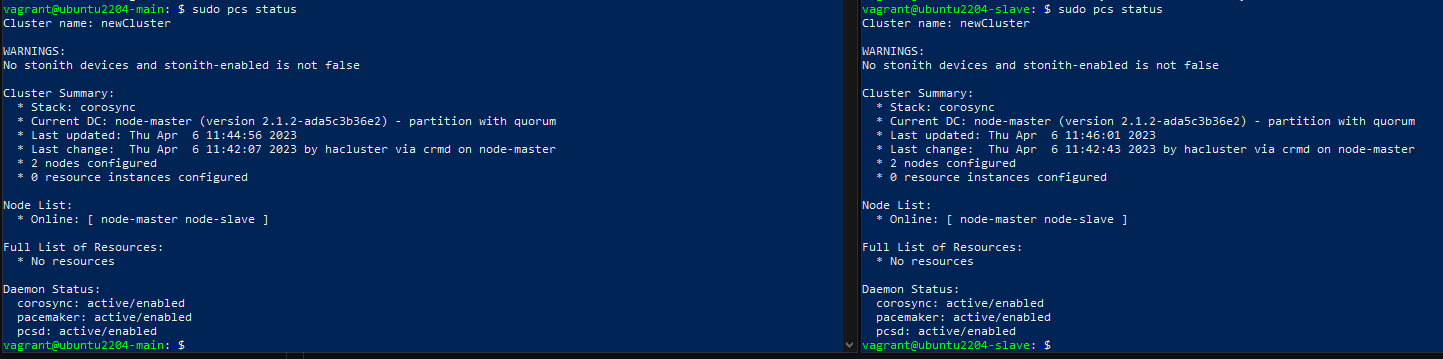 vagrant@ubuntu2204-main: $ sudo pcs status
Cluster name: newCluster

WARNINGS:
No stonith devices and stonith-enabled is not false

Cluster Summary:
  * Stack: corosync
  * Current DC: node-master (version 2.1.2-ada5c3b36e2) - partition with quorum
  * Last updated: Thu Apr  6 11:44:56 2023
  * Last change:  Thu Apr  6 11:42:07 2023 by hacluster via crmd on node-master
  * 2 nodes configured
  * 0 resource instances configured

Node List:
  * Online: [ node-master node-slave ]

Full List of Resources:
  * No resources

Daemon Status:
  corosync: active/enabled
  pacemaker: active/enabled
  pcsd: active/enabled
vagrant@ubuntu2204-main: $
vagrant@ubuntu2204-slave: $ sudo pcs status
Cluster name: newCluster

WARNINGS:
No stonith devices and stonith-enabled is not false

Cluster Summary:
  * Stack: corosync
  * Current DC: node-master (version 2.1.2-ada5c3b36e2) - partition with quorum
  * Last updated: Thu Apr  6 11:46:01 2023
  * Last change:  Thu Apr  6 11:42:43 2023 by hacluster via crmd on node-master
  * 2 nodes configured
  * 0 resource instances configured

Node List:
  * Online: [ node-master node-slave ]

Full List of Resources:
  * No resources

Daemon Status:
  corosync: active/enabled
  pacemaker: active/enabled
  pcsd: active/enabled
vagrant@ubuntu2204-slave: $